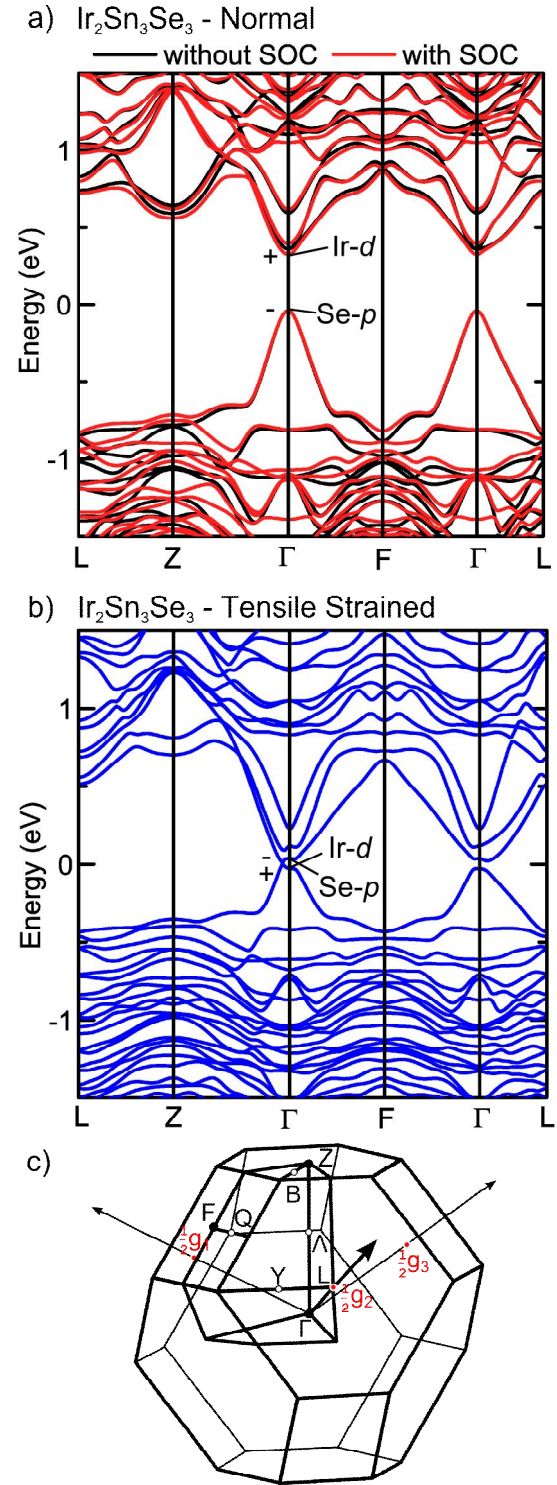 a) Ir₂Sn₃Se₃ - Normal
without SOC with SOC
1
Ir-d
+
0
-
Se-p
Energy (eV)
-1
L Z Γ F Γ L
b) Ir₂Sn₃Se₃ - Tensile Strained
1
Ir-d
-
0
+
Se-p
Energy (eV)
-1
L Z Γ F Γ L
c)
Z
B
F Q
½g₁ Λ ½g₃
Y L
½g₂
Γ